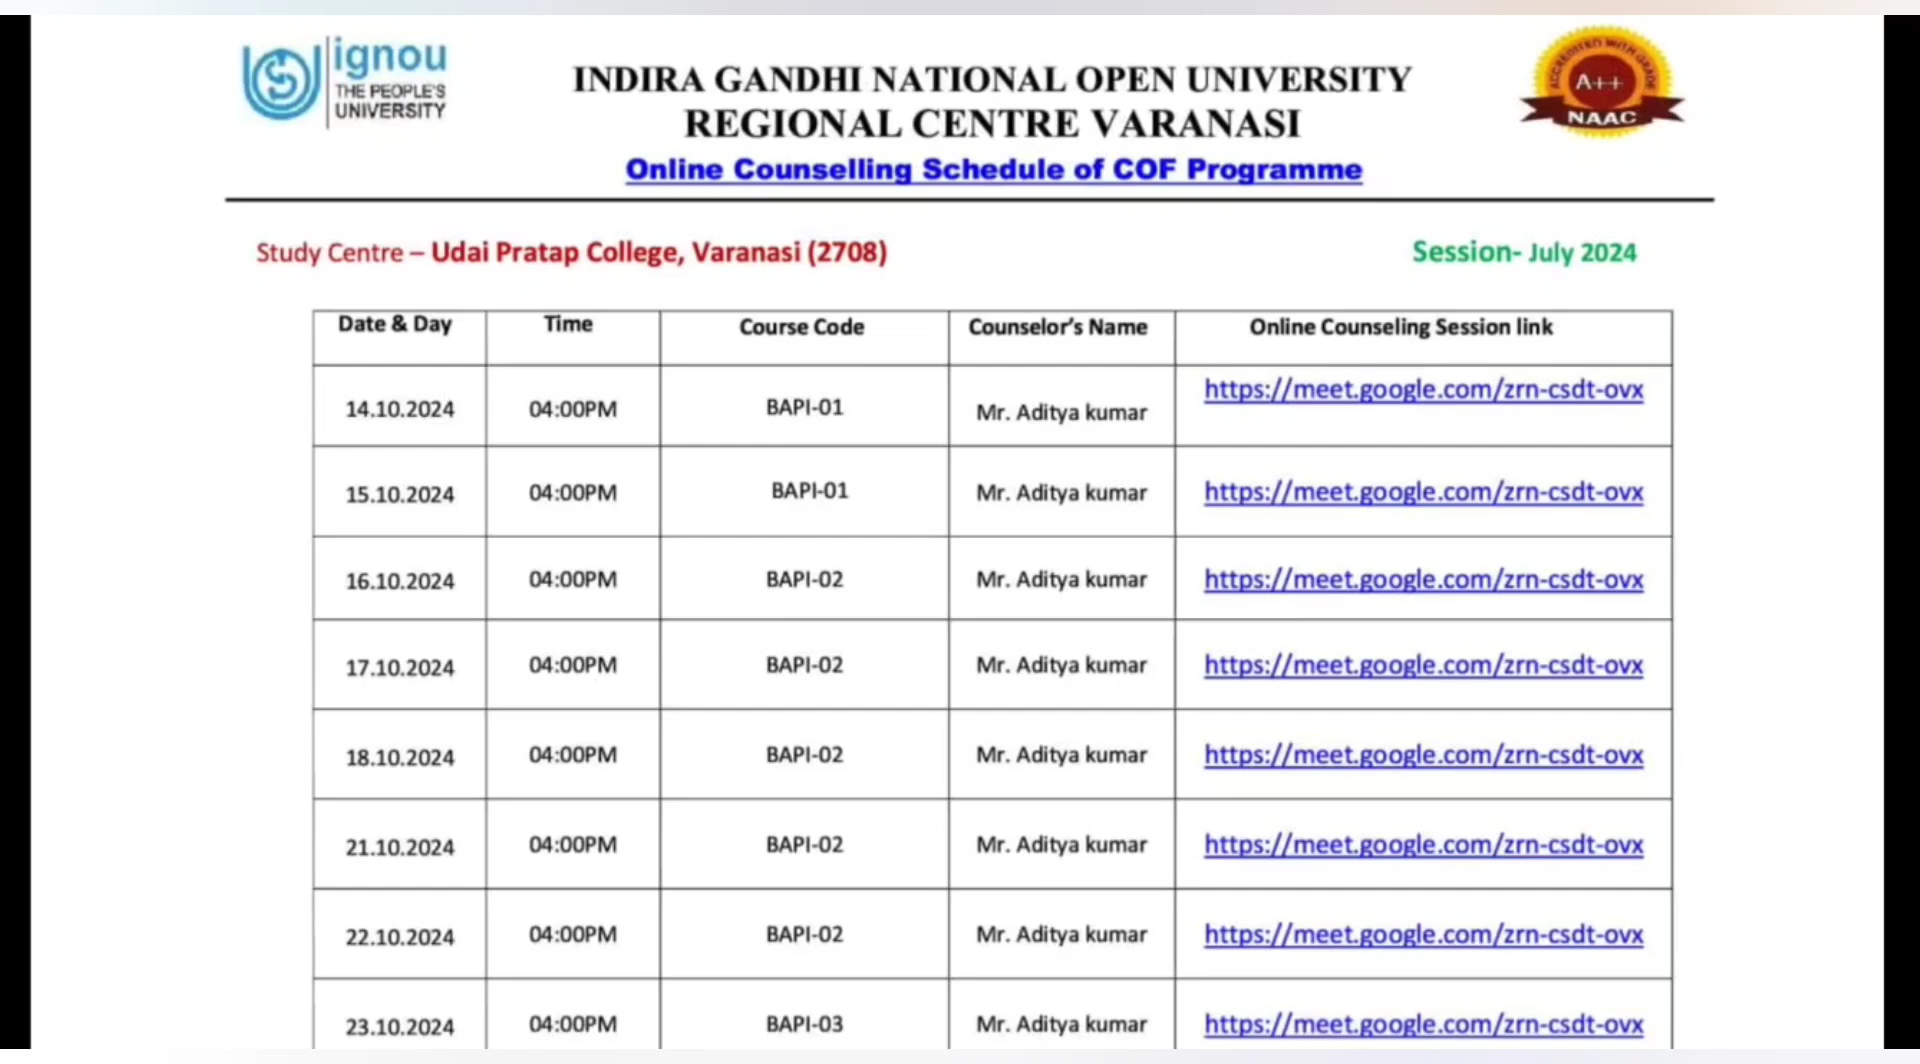 ignou
THE PEOPLE'S
UNIVERSITY
INDIRA GANDHI NATIONAL OPEN UNIVERSITY
REGIONAL CENTRE VARANASI
Online Counselling Schedule of COF Programme
ACCREDITED WITH GRADE
A++
NAAC
Study Centre – Udai Pratap College, Varanasi (2708) Session- July 2024
Date & Day Time Course Code Counselor's Name Online Counseling Session link
14.10.2024 04:00PM BAPI-01 Mr. Aditya kumar https://meet.google.com/zrn-csdt-ovx
15.10.2024 04:00PM BAPI-01 Mr. Aditya kumar https://meet.google.com/zrn-csdt-ovx
16.10.2024 04:00PM BAPI-02 Mr. Aditya kumar https://meet.google.com/zrn-csdt-ovx
17.10.2024 04:00PM BAPI-02 Mr. Aditya kumar https://meet.google.com/zrn-csdt-ovx
18.10.2024 04:00PM BAPI-02 Mr. Aditya kumar https://meet.google.com/zrn-csdt-ovx
21.10.2024 04:00PM BAPI-02 Mr. Aditya kumar https://meet.google.com/zrn-csdt-ovx
22.10.2024 04:00PM BAPI-02 Mr. Aditya kumar https://meet.google.com/zrn-csdt-ovx
23.10.2024 04:00PM BAPI-03 Mr. Aditya kumar https://meet.google.com/zrn-csdt-ovx